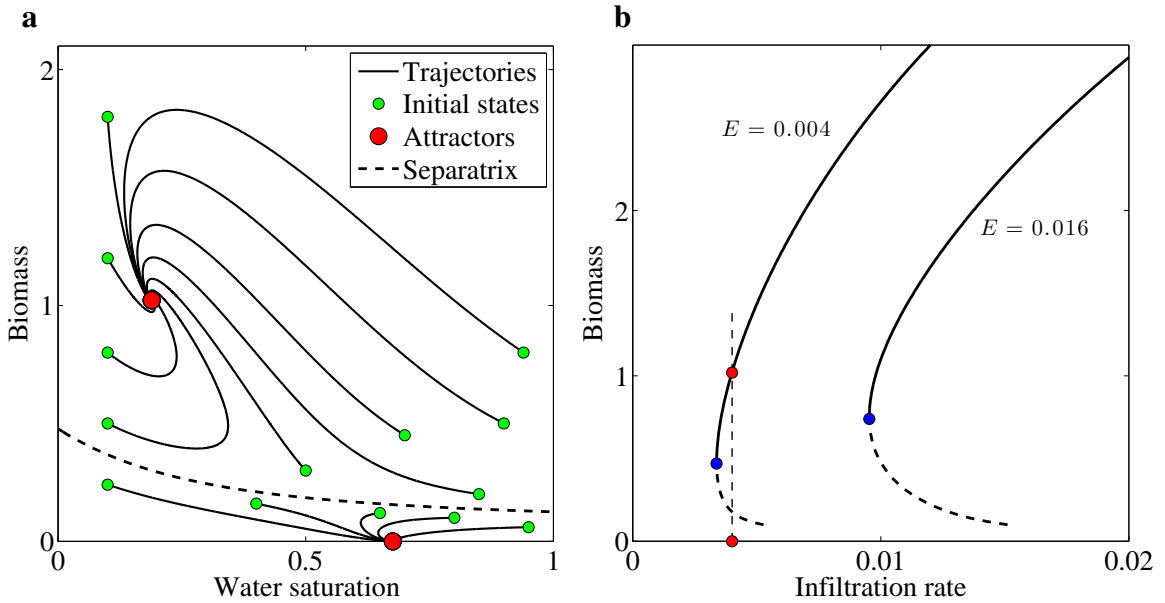 a
Biomass
2
1
0
0
0.5
1
Water saturation
Trajectories
Initial states
Attractors
Separatrix
b
Biomass
2
1
0
0
0.01
0.02
Infiltration rate
E = 0.004
E = 0.016